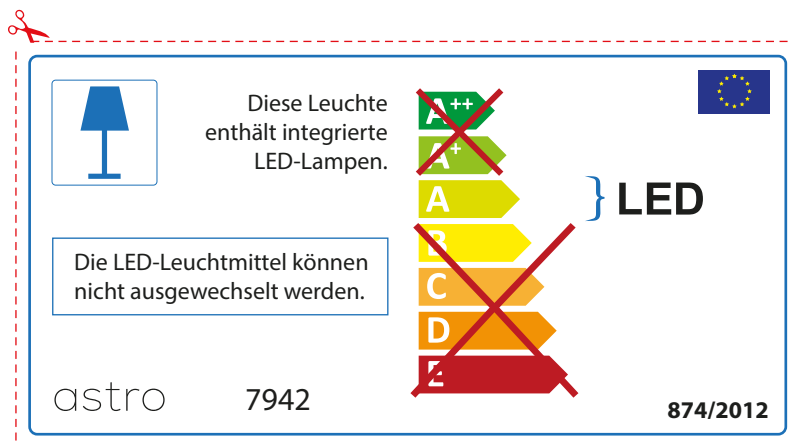 Diese Leuchte
enthält integrierte
LED-Lampen.
Die LED-Leuchtmittel können
nicht ausgewechselt werden.
A++
A+
A
B
C
D
E
LED
astro 7942
874/2012